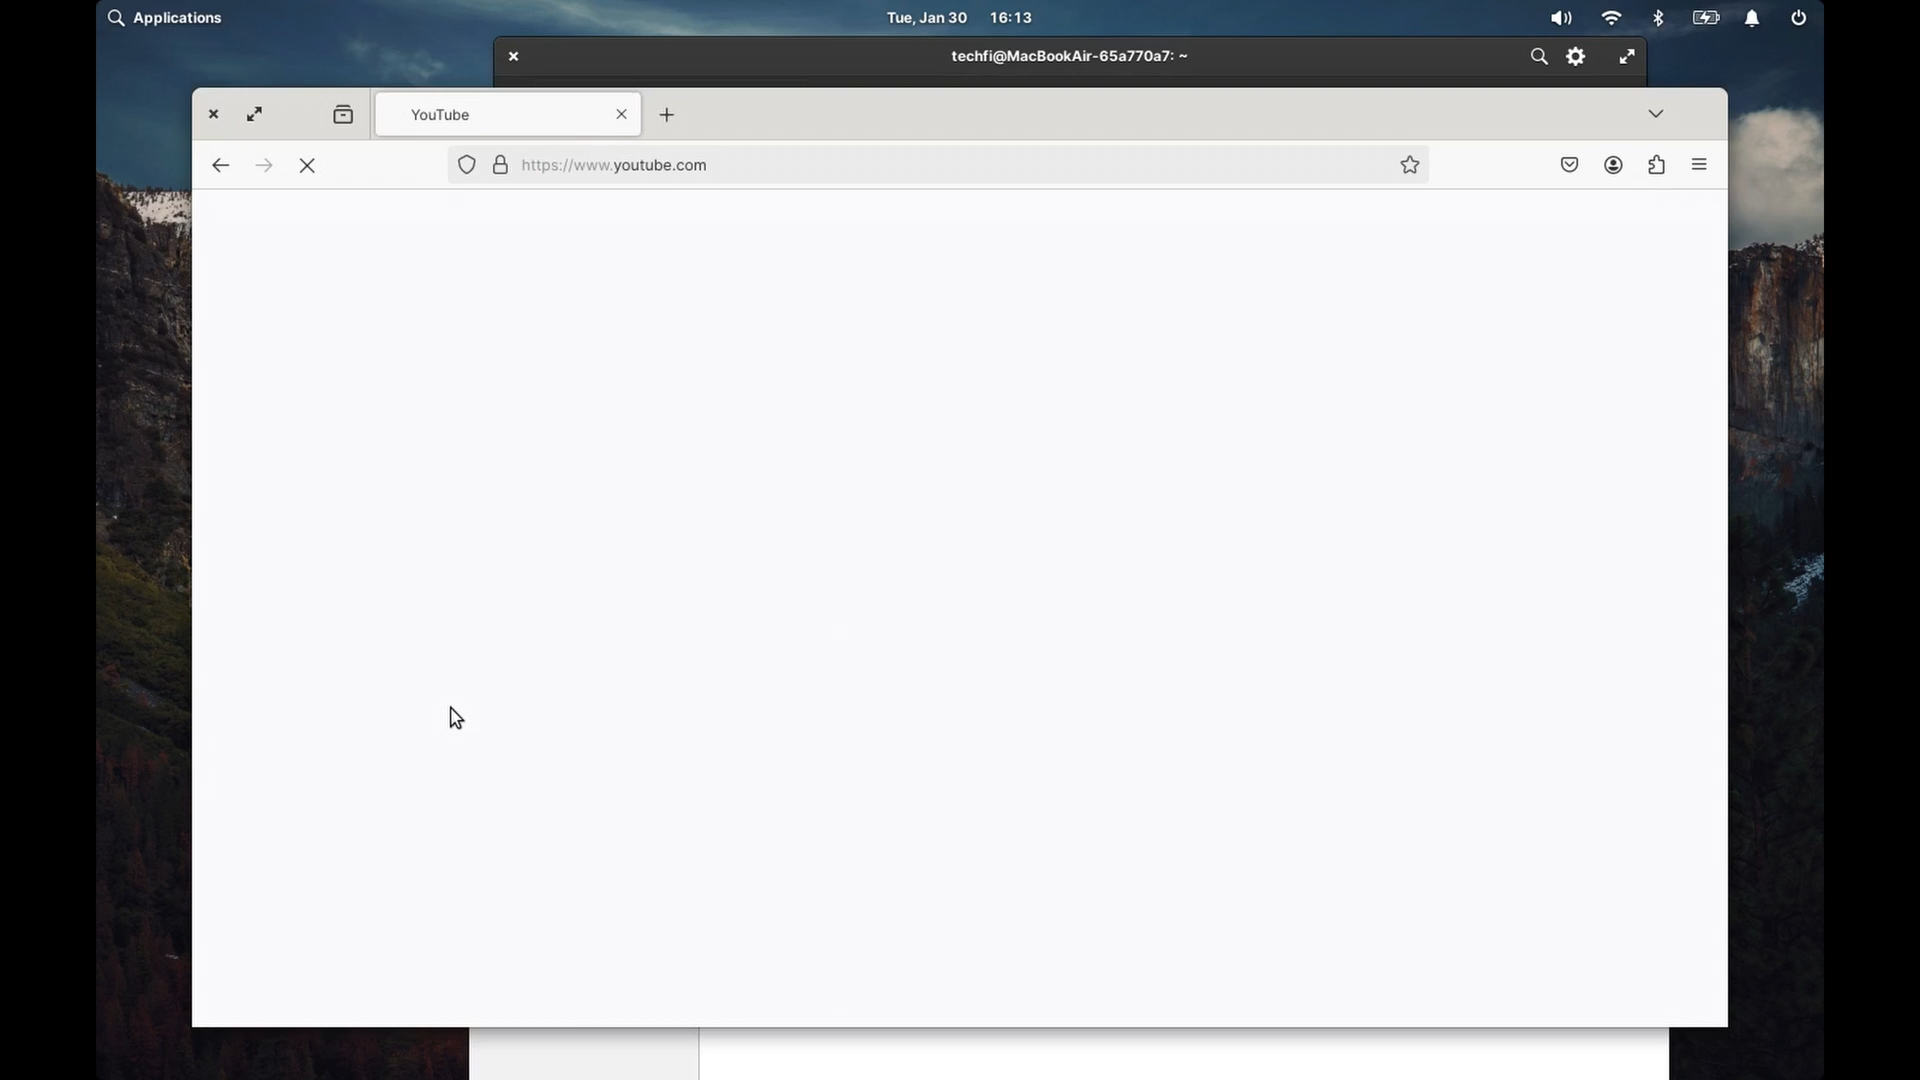 Applications
Tue, Jan 30 16:13
techfi@MacBookAir-65a770a7: ~
YouTube
https://www.youtube.com